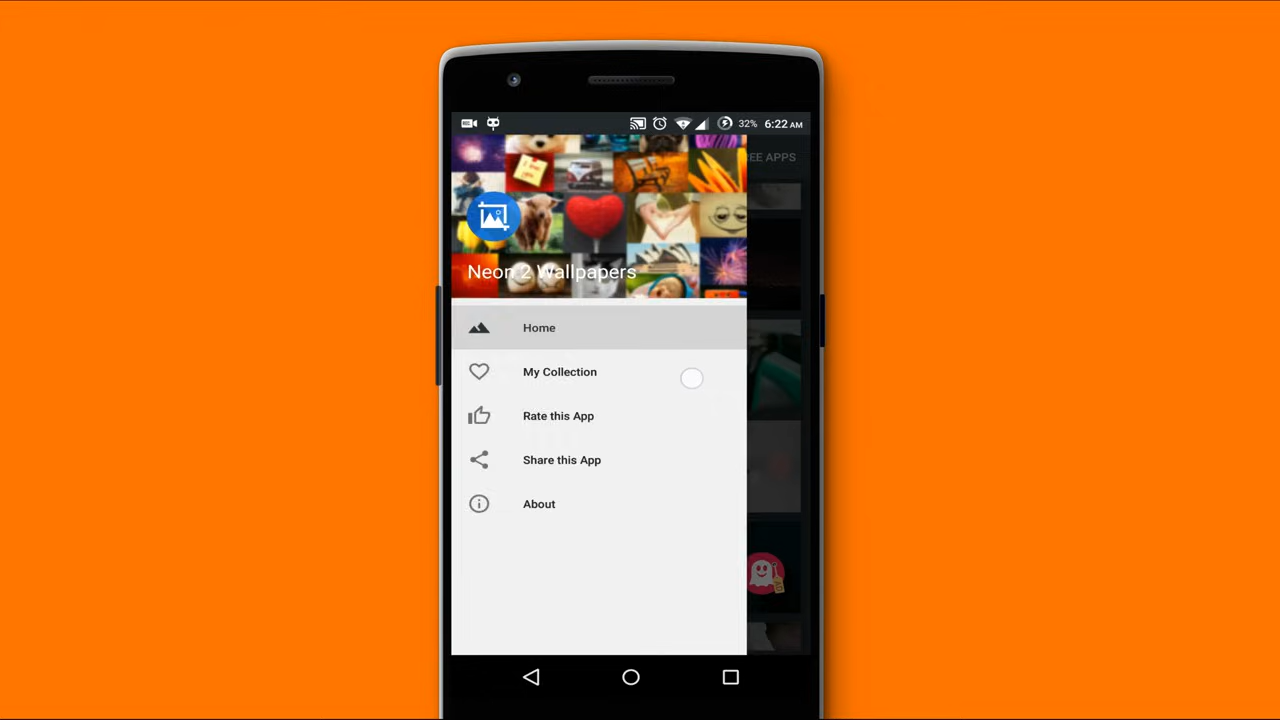 32% 6:22 AM
EE APPS
Neon 2 Wallpapers
Home
My Collection
Rate this App
Share this App
About